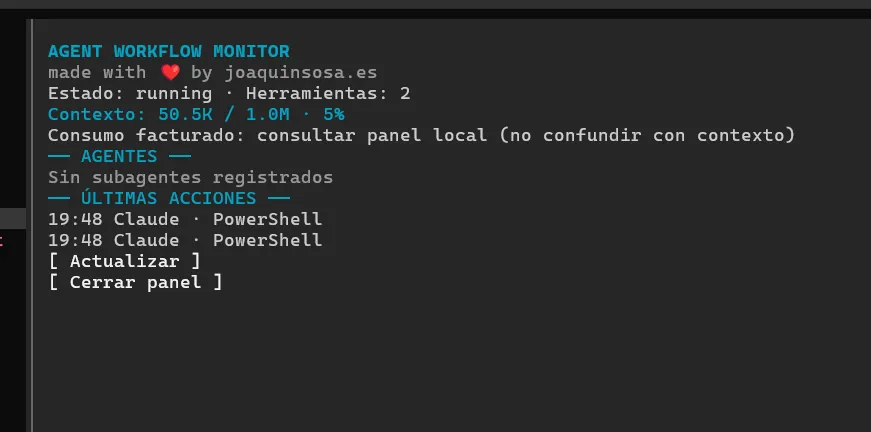 AGENT WORKFLOW MONITOR
made with ❤️ by joaquinsosa.es
Estado: running · Herramientas: 2
Contexto: 50.5K / 1.0M · 5%
Consumo facturado: consultar panel local (no confundir con contexto)
── AGENTES ──
Sin subagentes registrados
── ÚLTIMAS ACCIONES ──
19:48 Claude · PowerShell
19:48 Claude · PowerShell
[ Actualizar ]
[ Cerrar panel ]